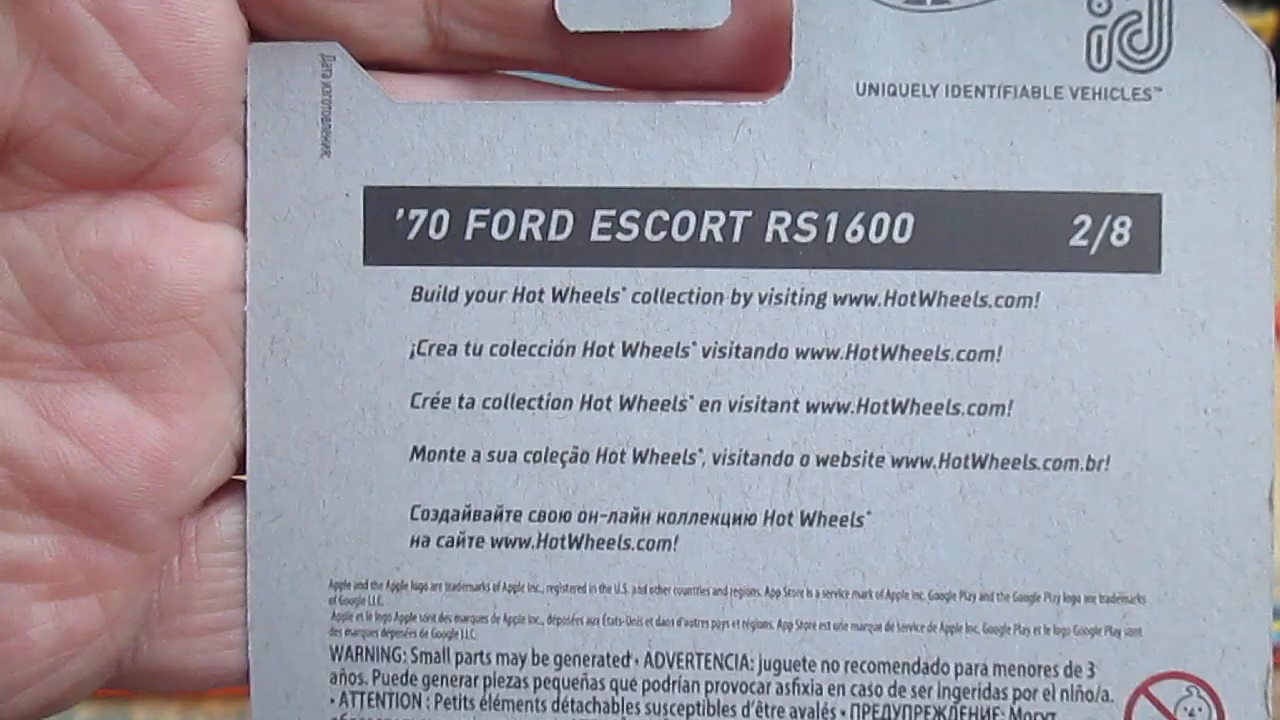 id
UNIQUELY IDENTIFIABLE VEHICLES™
Дата изготовления:
'70 FORD ESCORT RS1600 2/8
Build your Hot Wheels® collection by visiting www.HotWheels.com!
¡Crea tu colección Hot Wheels® visitando www.HotWheels.com!
Crée ta collection Hot Wheels® en visitant www.HotWheels.com!
Monte a sua coleção Hot Wheels®, visitando o website www.HotWheels.com.br!
Создайвайте свою он-лайн коллекцию Hot Wheels®
на сайте www.HotWheels.com!
Apple and the Apple logo are trademarks of Apple Inc., registered in the U.S. and other countries and regions. App Store is a service mark of Apple Inc. Google Play and the Google Play logo are trademarks
of Google LLC.
Apple et le logo Apple sont des marques de Apple Inc., déposées aux États-Unis et dans d'autres pays et régions. App Store est une marque de service de Apple Inc. Google Play et le logo Google Play sont
des marques déposées de Google LLC.
WARNING: Small parts may be generated • ADVERTENCIA: Juguete no recomendado para menores de 3
años. Puede generar piezas pequeñas que podrían provocar asfixia en caso de ser ingeridas por el niño/a.
• ATTENTION : Petits éléments détachables susceptibles d'être avalés • ПРЕДУПРЕЖДЕНИЕ: Могут